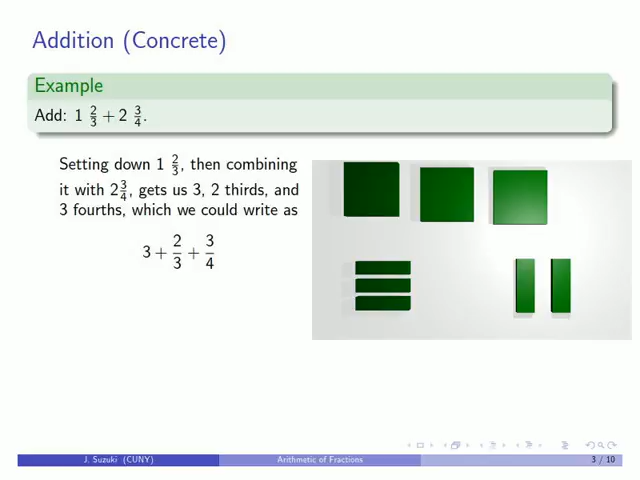 Addition (Concrete)
Example
Add: 1 2/3 + 2 3/4.
Setting down 1 2/3, then combining
it with 2 3/4, gets us 3, 2 thirds, and
3 fourths, which we could write as
3 + 2/3 + 3/4
J. Suzuki (CUNY) Arithmetic of Fractions 3 / 10